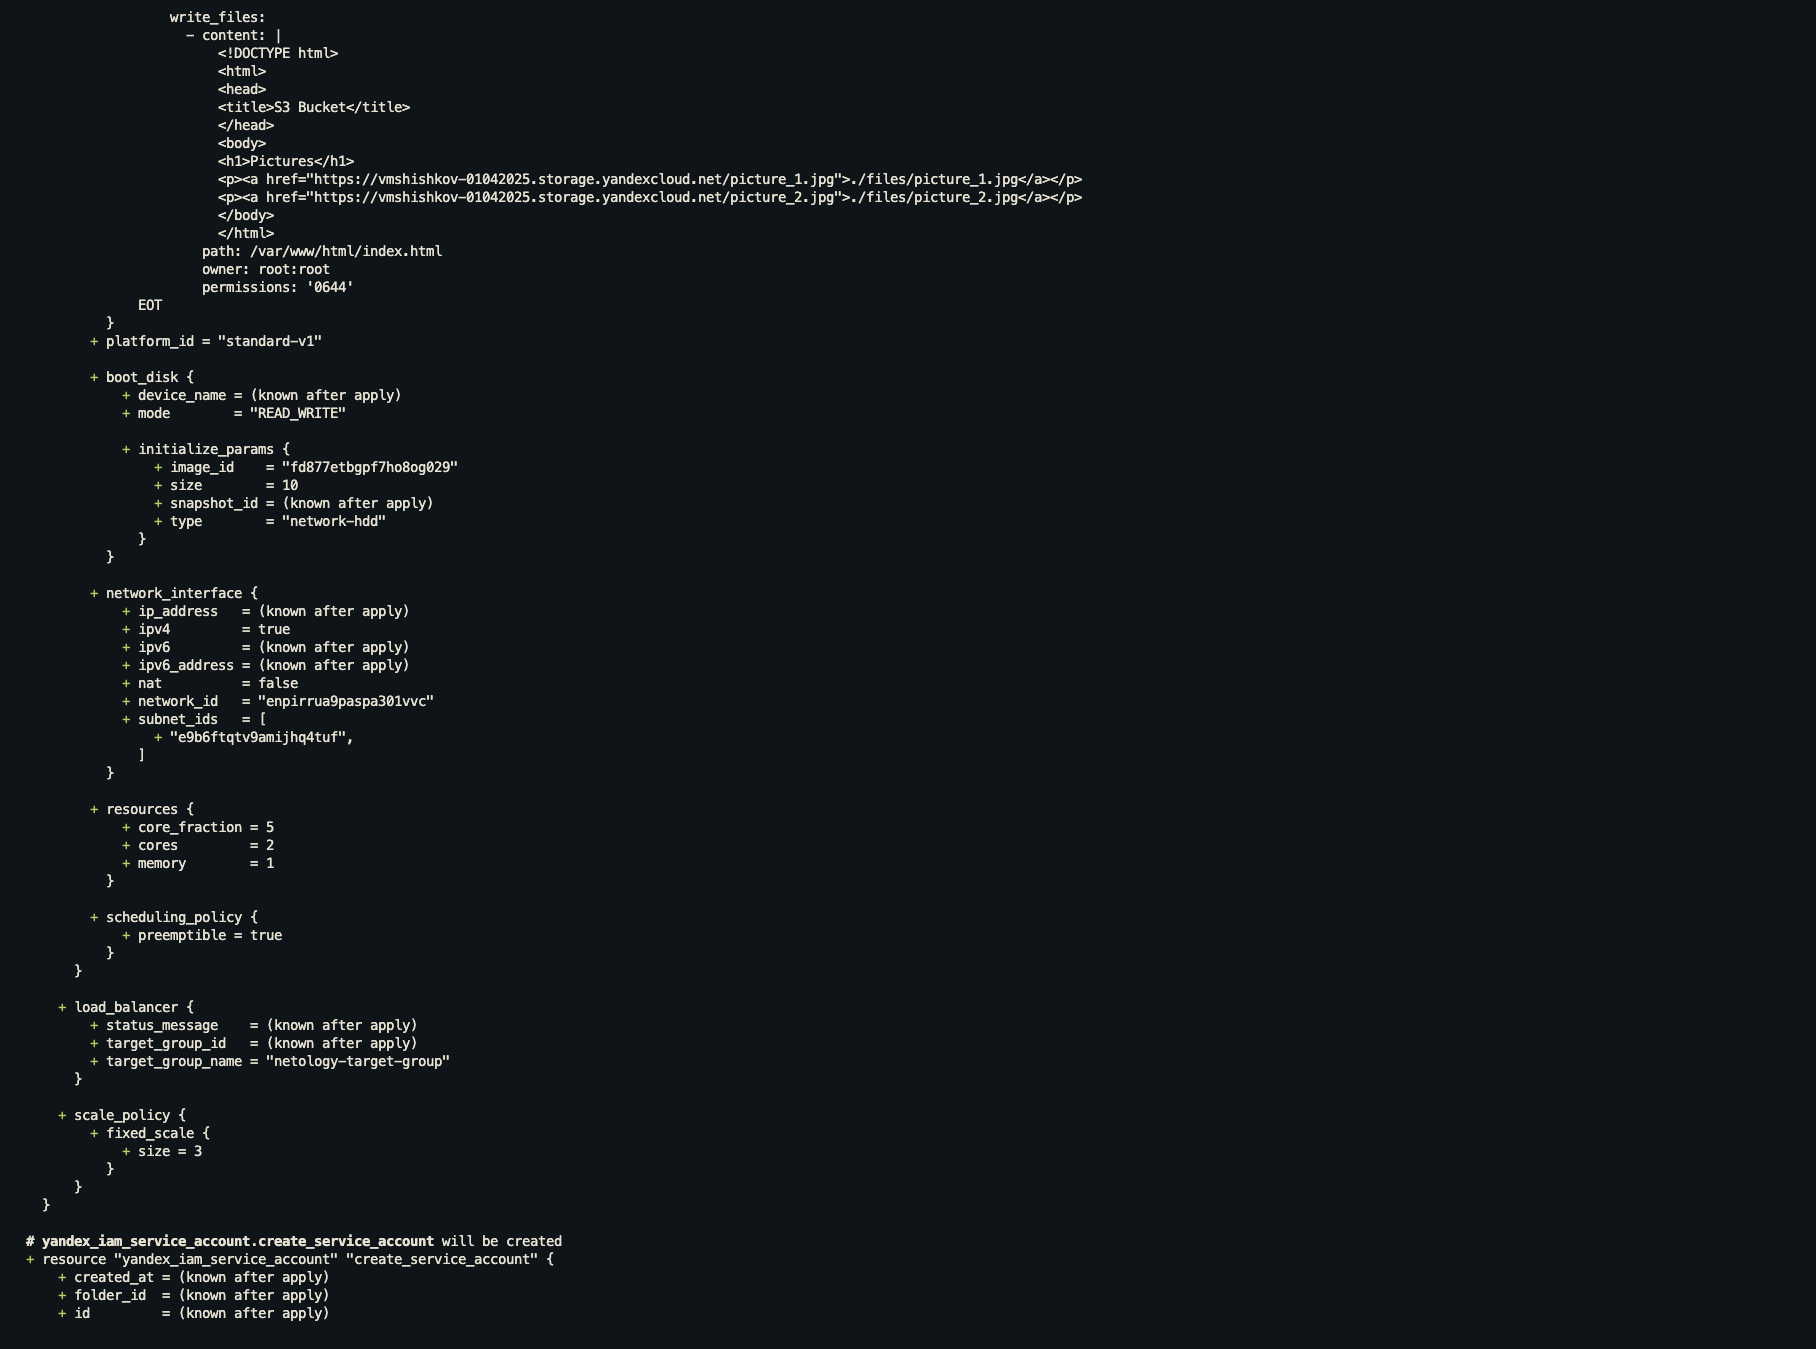 write_files:
- content: |
<!DOCTYPE html>
<html>
<head>
<title>S3 Bucket</title>
</head>
<body>
<h1>Pictures</h1>
<p><a href="https://vmshishkov-01042025.storage.yandexcloud.net/picture_1.jpg">./files/picture_1.jpg</a></p>
<p><a href="https://vmshishkov-01042025.storage.yandexcloud.net/picture_2.jpg">./files/picture_2.jpg</a></p>
</body>
</html>
path: /var/www/html/index.html
owner: root:root
permissions: '0644'
EOT
}
+ platform_id = "standard-v1"
+ boot_disk {
+ device_name = (known after apply)
+ mode = "READ_WRITE"
+ initialize_params {
+ image_id = "fd877etbgpf7ho8og029"
+ size = 10
+ snapshot_id = (known after apply)
+ type = "network-hdd"
}
}
+ network_interface {
+ ip_address = (known after apply)
+ ipv4 = true
+ ipv6 = (known after apply)
+ ipv6_address = (known after apply)
+ nat = false
+ network_id = "enpirrua9paspa301vvc"
+ subnet_ids = [
+ "e9b6ftqtv9amijhq4tuf",
]
}
+ resources {
+ core_fraction = 5
+ cores = 2
+ memory = 1
}
+ scheduling_policy {
+ preemptible = true
}
}
+ load_balancer {
+ status_message = (known after apply)
+ target_group_id = (known after apply)
+ target_group_name = "netology-target-group"
}
+ scale_policy {
+ fixed_scale {
+ size = 3
}
}
}
# yandex_iam_service_account.create_service_account will be created
+ resource "yandex_iam_service_account" "create_service_account" {
+ created_at = (known after apply)
+ folder_id = (known after apply)
+ id = (known after apply)